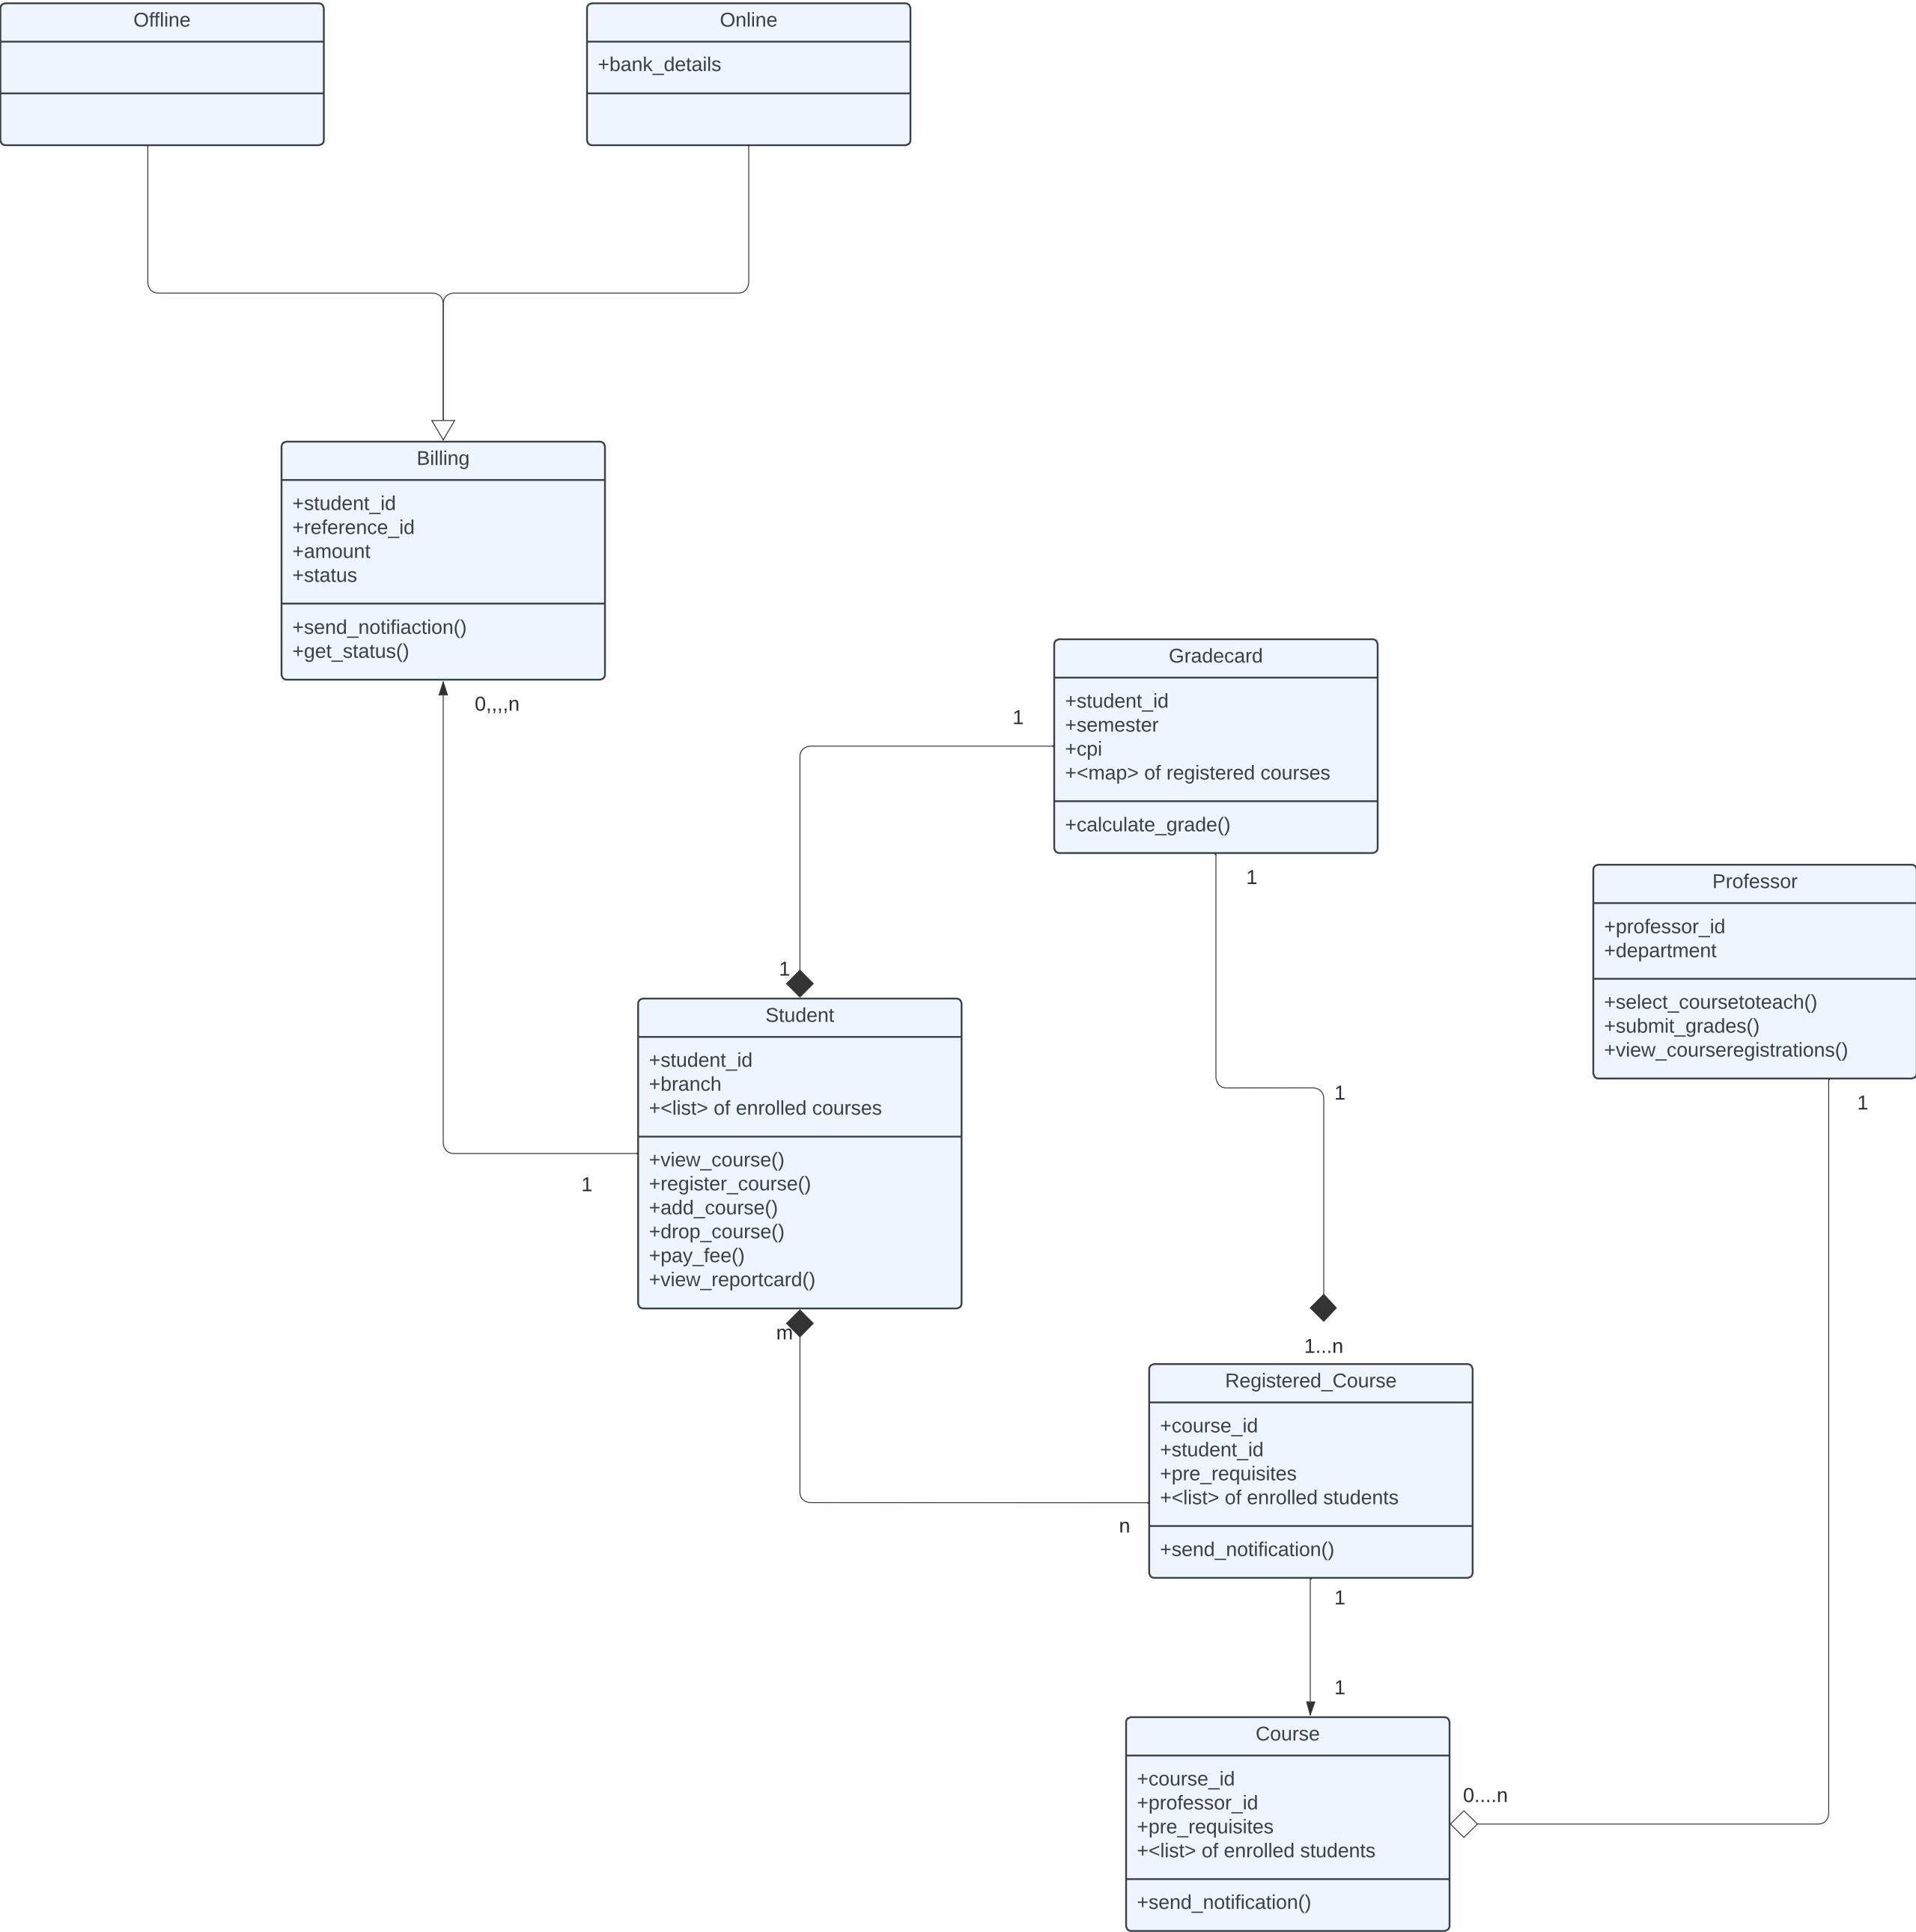 Offline
Online
+bank_details
Billing
+student_id
+reference_id
+amount
+status
+send_notifiaction()
+get_status()
0,,,,n
Gradecard
+student_id
+semester
+cpi
+<map> of registered courses
+calculate_grade()
1
1
Professor
+professor_id
+department
+select_coursetoteach()
+submit_grades()
+view_courseregistrations()
1
1
Student
+student_id
+branch
+<list> of enrolled courses
+view_course()
+register_course()
+add_course()
+drop_course()
+pay_fee()
+view_reportcard()
1
1
m
1...n
Registered_Course
+course_id
+student_id
+pre_requisites
+<list> of enrolled students
+send_notification()
n
1
1
Course
+course_id
+professor_id
+pre_requisites
+<list> of enrolled students
+send_notification()
0....n